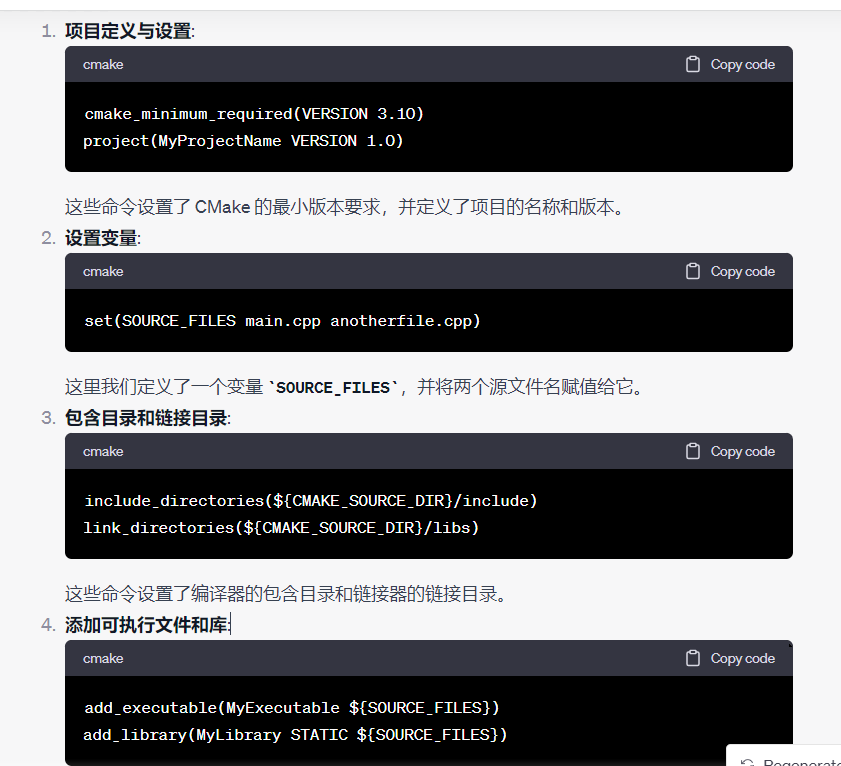 1. 项目定义与设置:
cmake Copy code
cmake_minimum_required(VERSION 3.10)
project(MyProjectName VERSION 1.0)
这些命令设置了 CMake 的最小版本要求，并定义了项目的名称和版本。
2. 设置变量:
cmake Copy code
set(SOURCE_FILES main.cpp anotherfile.cpp)
这里我们定义了一个变量 `SOURCE_FILES`，并将两个源文件名赋值给它。
3. 包含目录和链接目录:
cmake Copy code
include_directories(${CMAKE_SOURCE_DIR}/include)
link_directories(${CMAKE_SOURCE_DIR}/libs)
这些命令设置了编译器的包含目录和链接器的链接目录。
4. 添加可执行文件和库:
cmake Copy code
add_executable(MyExecutable ${SOURCE_FILES})
add_library(MyLibrary STATIC ${SOURCE_FILES})